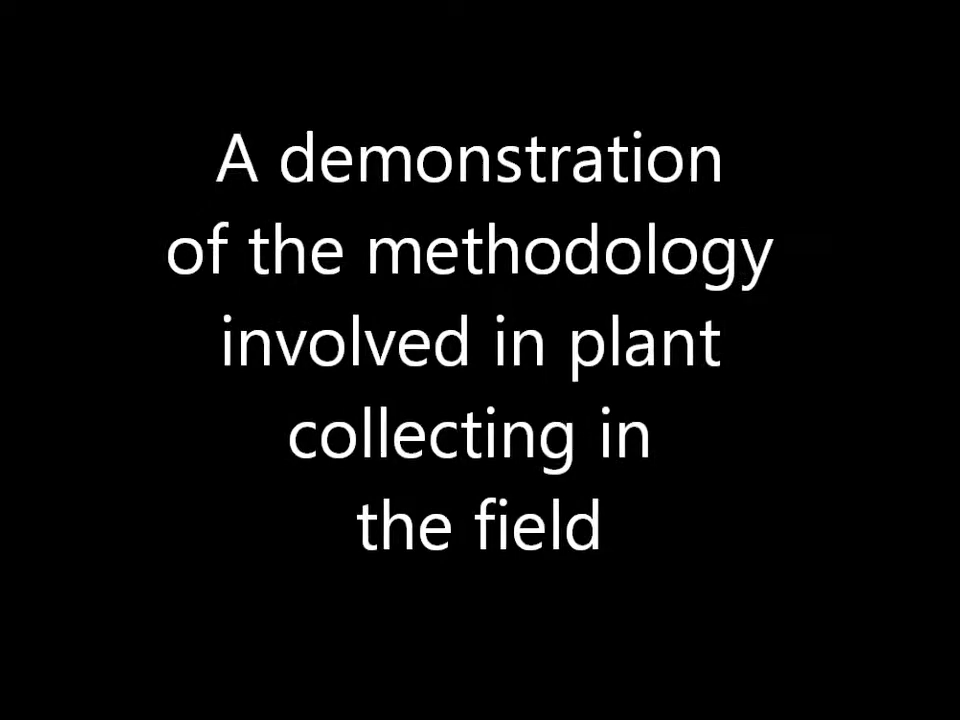 A demonstration
of the methodology
involved in plant
collecting in
the field